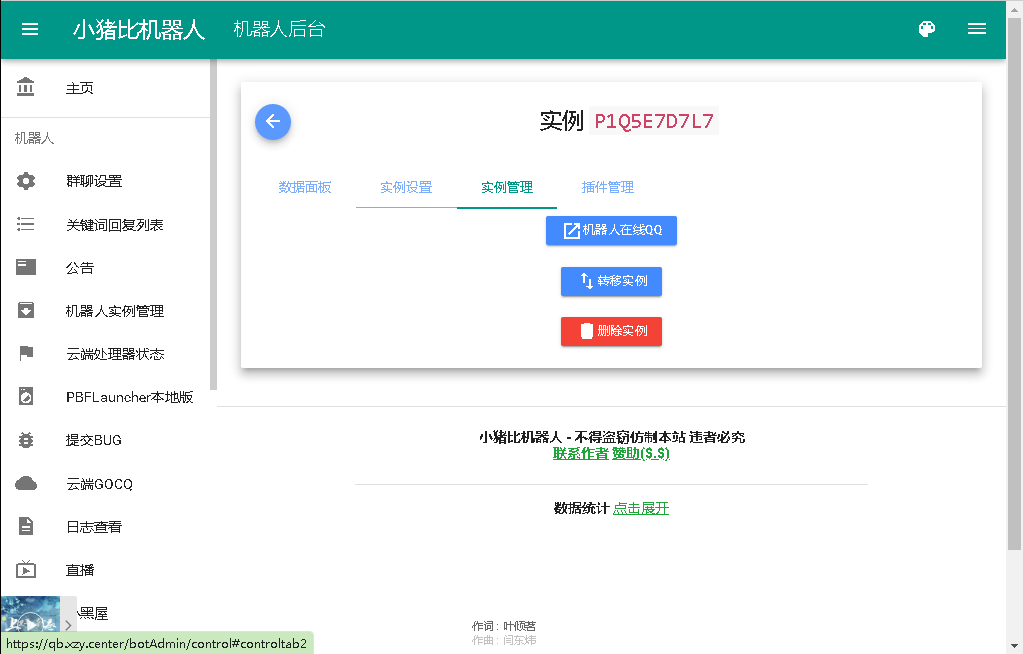 小猪比机器人 机器人后台
主页
机器人
群聊设置
关键词回复列表
公告
机器人实例管理
云端处理器状态
PBFLauncher本地版
提交BUG
云端GOCQ
日志查看
直播
小黑屋
实例 P1Q5E7D7L7
数据面板 实例设置 实例管理 插件管理
机器人在线QQ
转移实例
删除实例
小猪比机器人 - 不得盗窃仿制本站 违者必究
联系作者 赞助($.$)
数据统计 点击展开
作词 : 叶倾茗
作曲 : 闫东炜
https://qb.xzy.center/botAdmin/control#controltab2